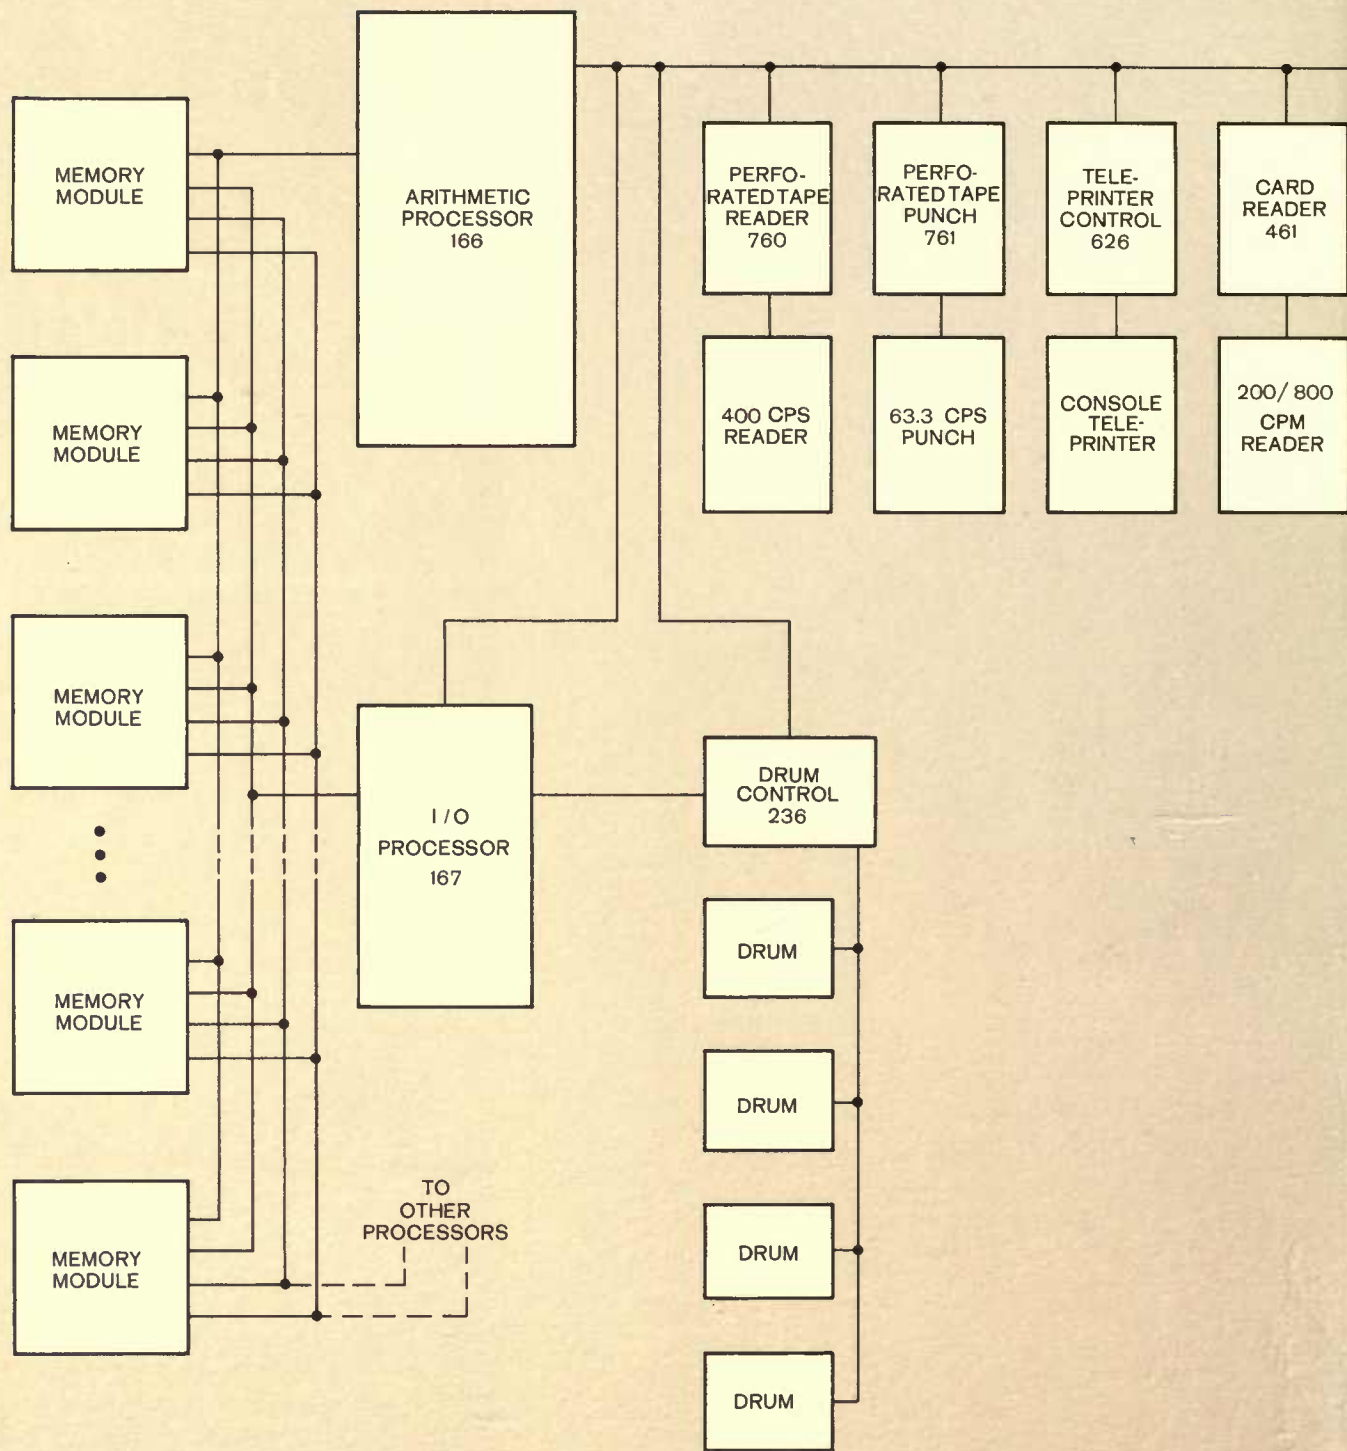 MEMORY
MODULE
ARITHMETIC
PROCESSOR
166
PERFO-
RATED TAPE
READER
760
PERFO-
RATED TAPE
PUNCH
761
TELE-
PRINTER
CONTROL
626
CARD
READER
461
400 CPS
READER
63.3 CPS
PUNCH
CONSOLE
TELE-
PRINTER
200/800
CPM
READER
MEMORY
MODULE
MEMORY
MODULE
I/O
PROCESSOR
167
DRUM
CONTROL
236
MEMORY
MODULE
DRUM
DRUM
MEMORY
MODULE
TO
OTHER
PROCESSORS
DRUM
DRUM